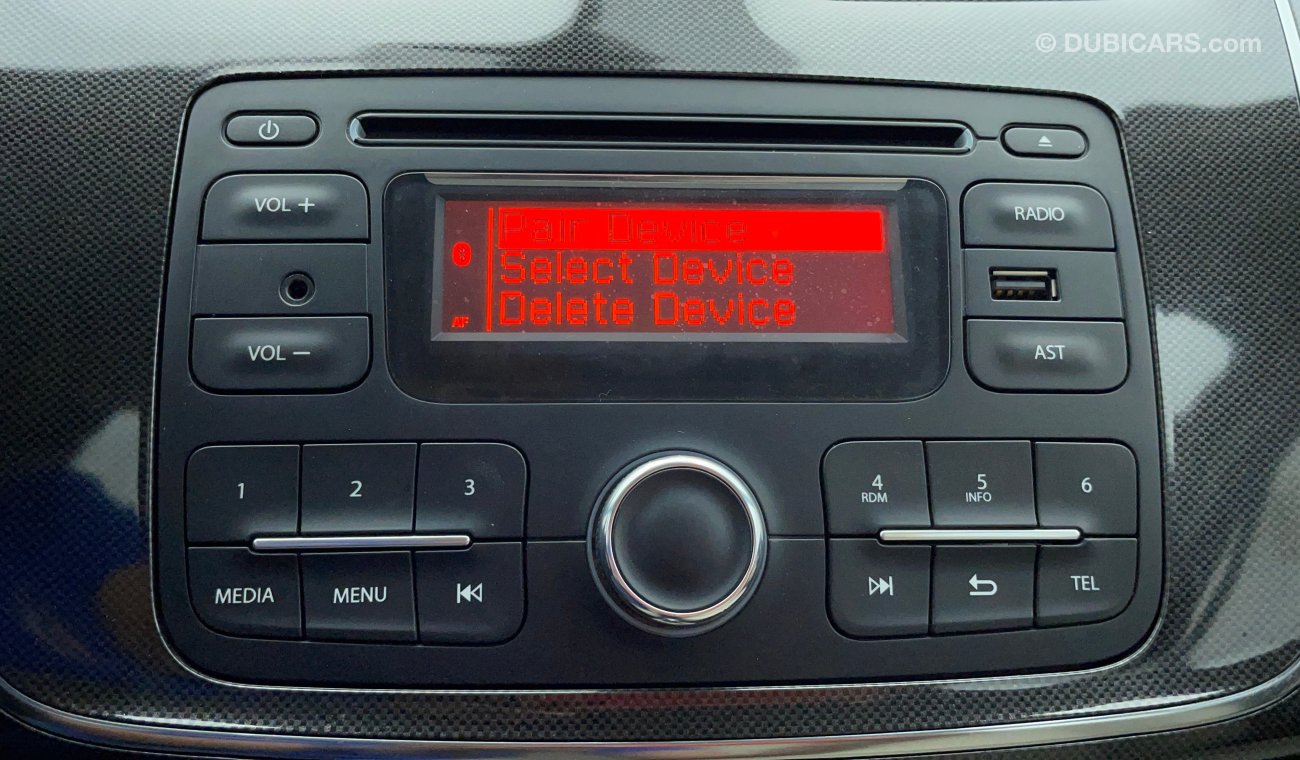 © DUBICARS.com
VOL +
RADIO
Pair Device
Select Device
Delete Device
AF
VOL −
AST
1
2
3
4
RDM
5
INFO
6
MEDIA
MENU
TEL